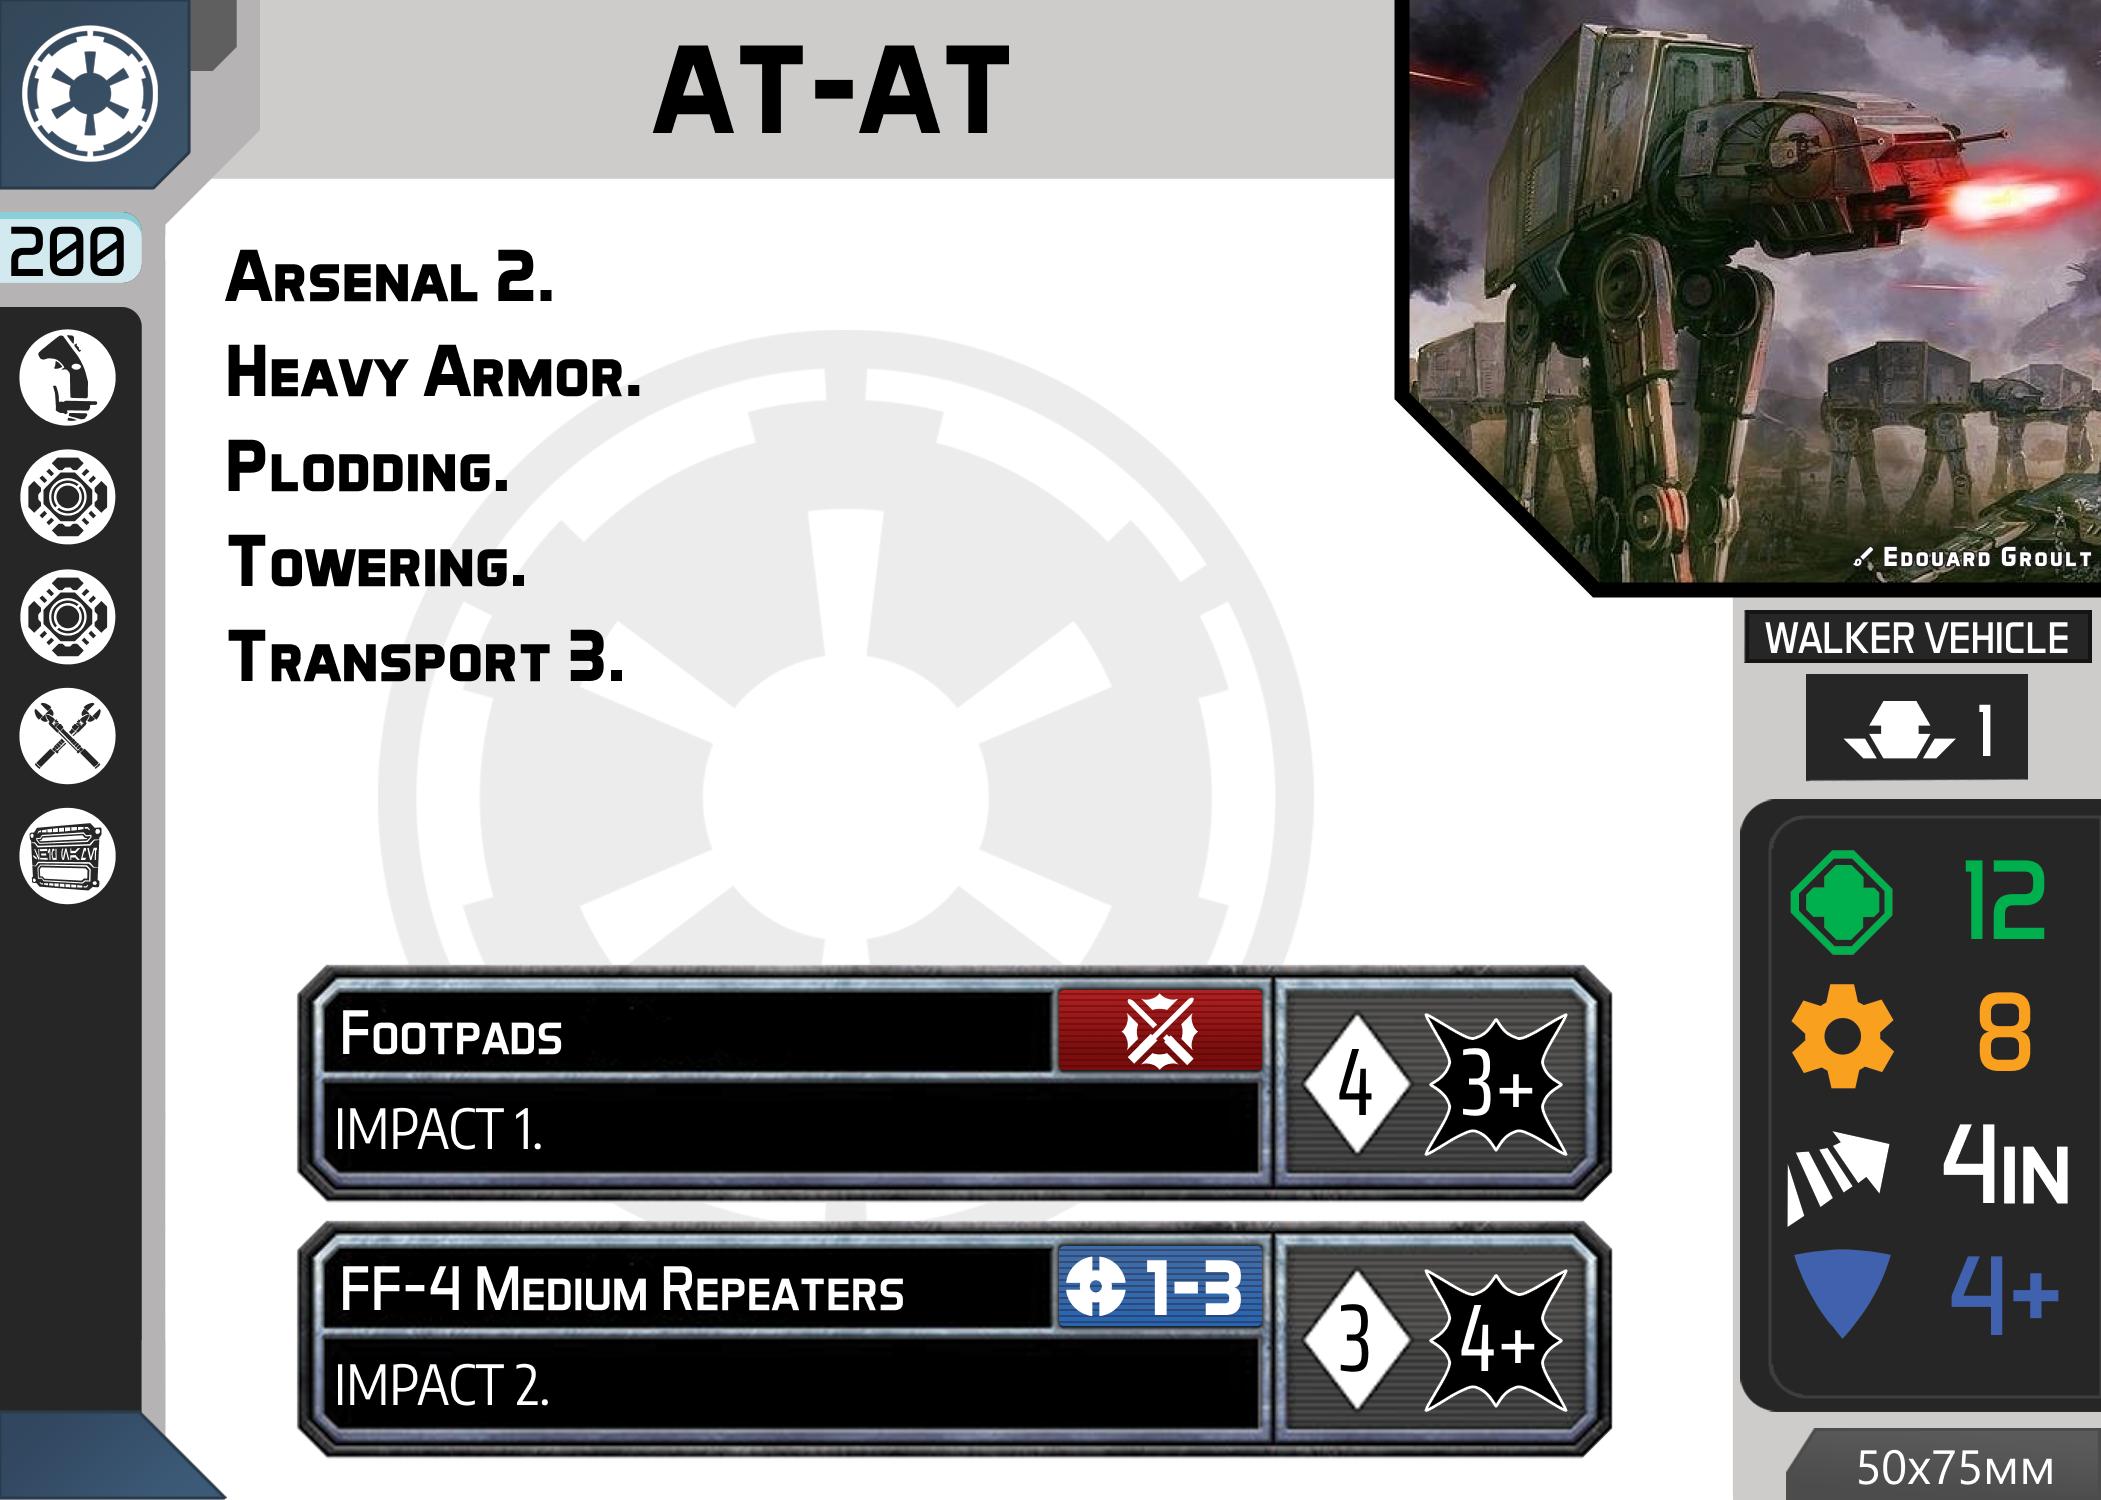 AT-AT
200
Arsenal 2.
Heavy Armor.
Plodding.
Towering.
Transport 3.
Edouard Groult
WALKER VEHICLE
1
12
8
4in
4+
Footpads
4
3+
IMPACT 1.
FF-4 Medium Repeaters
1-3
3
4+
IMPACT 2.
50x75mm